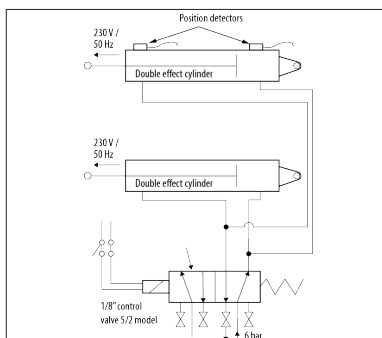 Position detectors
230 V /
50 Hz
Double effect cylinder
230 V /
50 Hz
Double effect cylinder
1/8" control
valve 5/2 model
6 bar